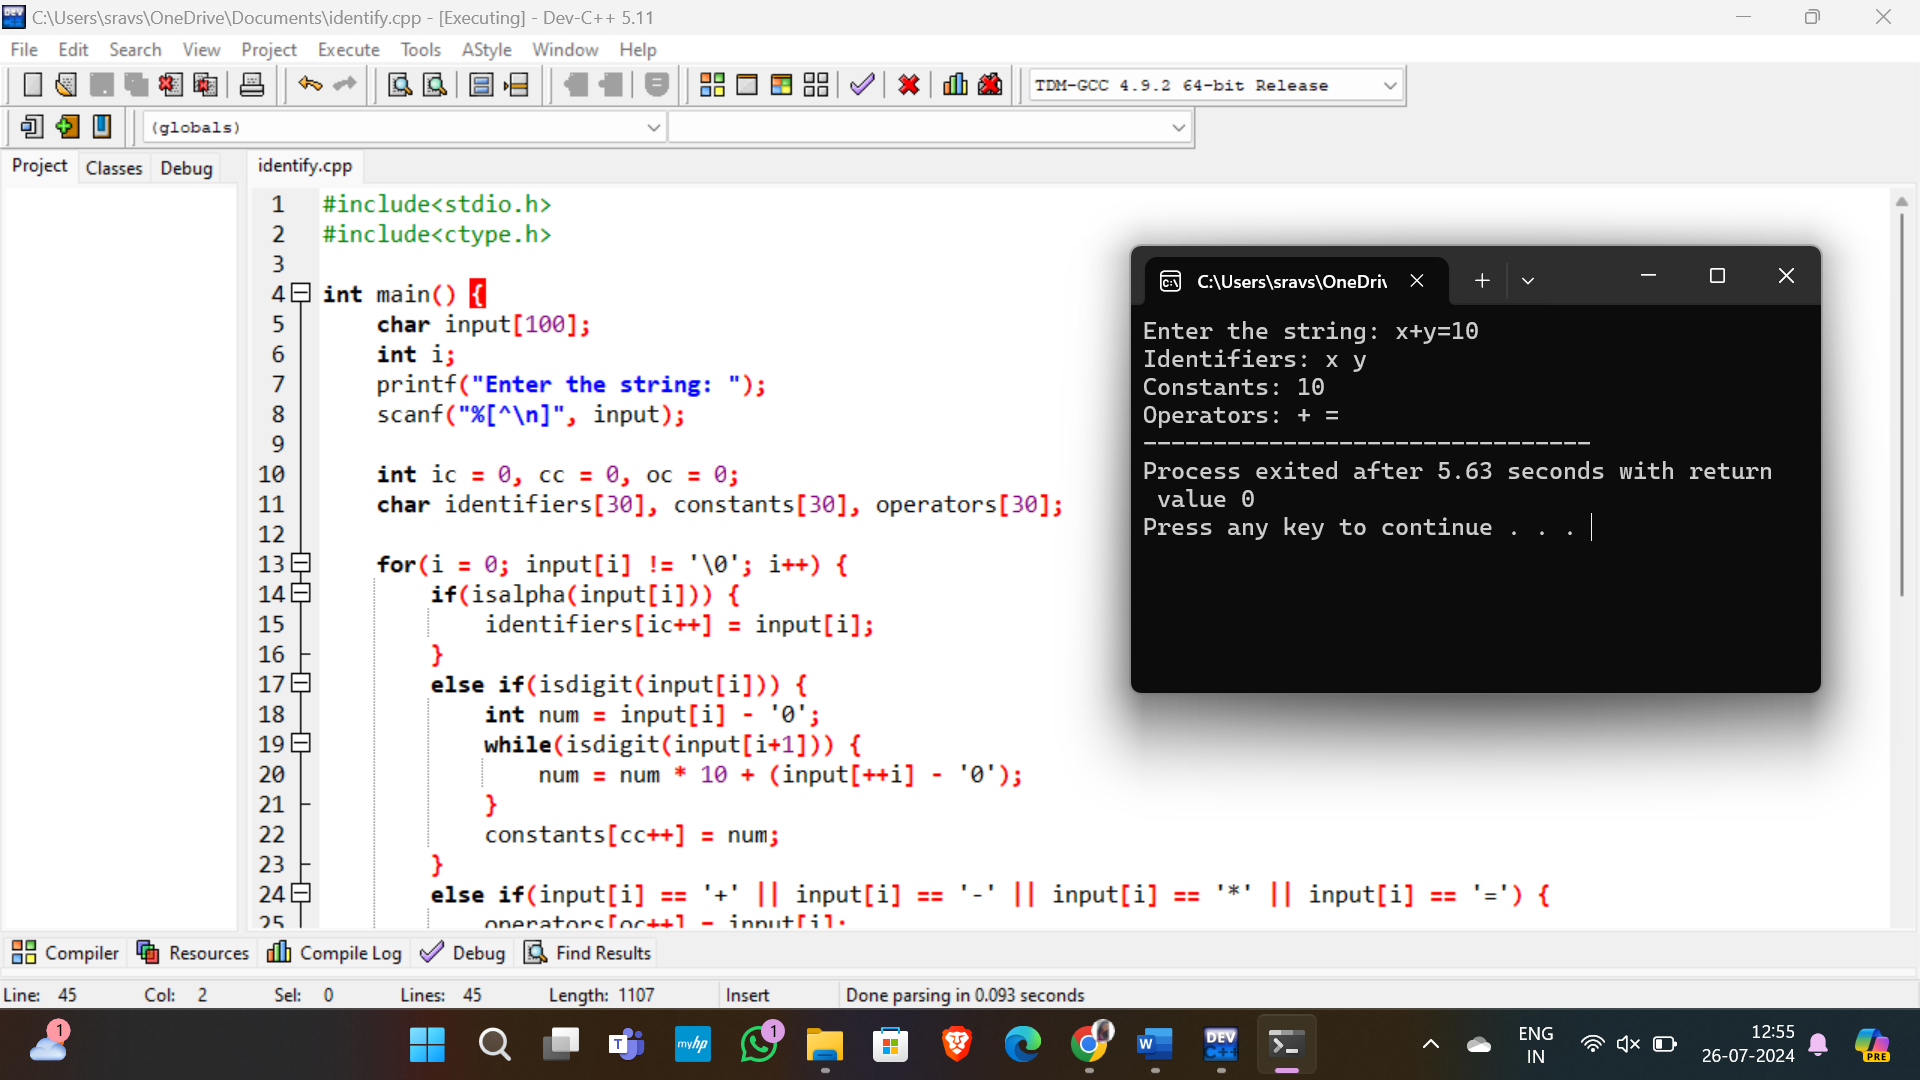 C:\Users\sravs\OneDrive\Documents\identify.cpp - [Executing] - Dev-C++ 5.11
File Edit Search View Project Execute Tools AStyle Window Help
TDM-GCC 4.9.2 64-bit Release
(globals)
Project Classes Debug
identify.cpp
1 #include<stdio.h>
2 #include<ctype.h>
3
4 int main() {
5 char input[100];
6 int i;
7 printf("Enter the string: ");
8 scanf("%[^\n]", input);
9
10 int ic = 0, cc = 0, oc = 0;
11 char identifiers[30], constants[30], operators[30];
12
13 for(i = 0; input[i] != '\0'; i++) {
14 if(isalpha(input[i])) {
15 identifiers[ic++] = input[i];
16 }
17 else if(isdigit(input[i])) {
18 int num = input[i] - '0';
19 while(isdigit(input[i+1])) {
20 num = num * 10 + (input[++i] - '0');
21 }
22 constants[cc++] = num;
23 }
24 else if(input[i] == '+' || input[i] == '-' || input[i] == '*' || input[i] == '=') {
25 operators[oc++] = input[i];
C:\Users\sravs\OneDriv
Enter the string: x+y=10
Identifiers: x y
Constants: 10
Operators: + =
--------------------------------
Process exited after 5.63 seconds with return
value 0
Press any key to continue . . .
Compiler Resources Compile Log Debug Find Results
Line: 45 Col: 2 Sel: 0 Lines: 45 Length: 1107 Insert Done parsing in 0.093 seconds
1
T
myhp
1
W
DEV
C++
ENG
IN
12:55
26-07-2024
PRE